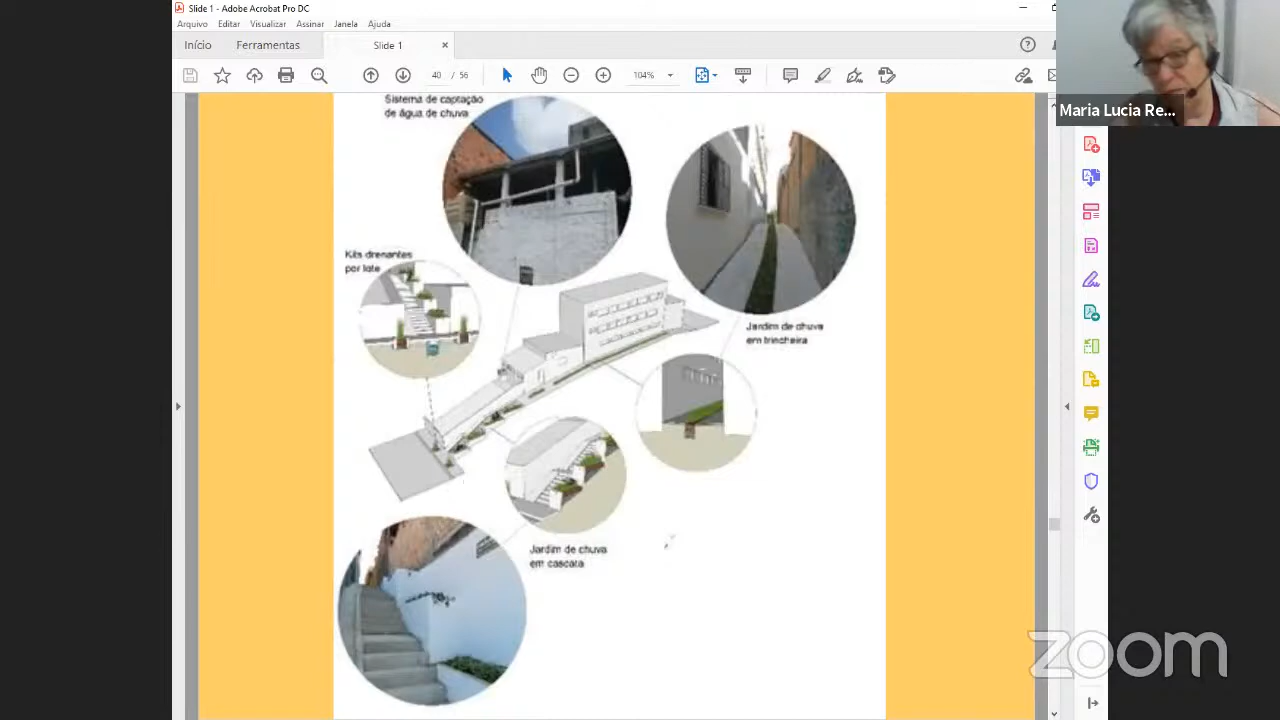 Slide 1 - Adobe Acrobat Pro DC
Arquivo Editar Visualizar Assinar Janela Ajuda
Início Ferramentas Slide 1
40 / 56 104%
Maria Lucia Re...
Sistema de captação
de água de chuva
Kits drenantes
por lote
Jardim de chuva
em trincheira
Jardim de chuva
em cascata
zoom